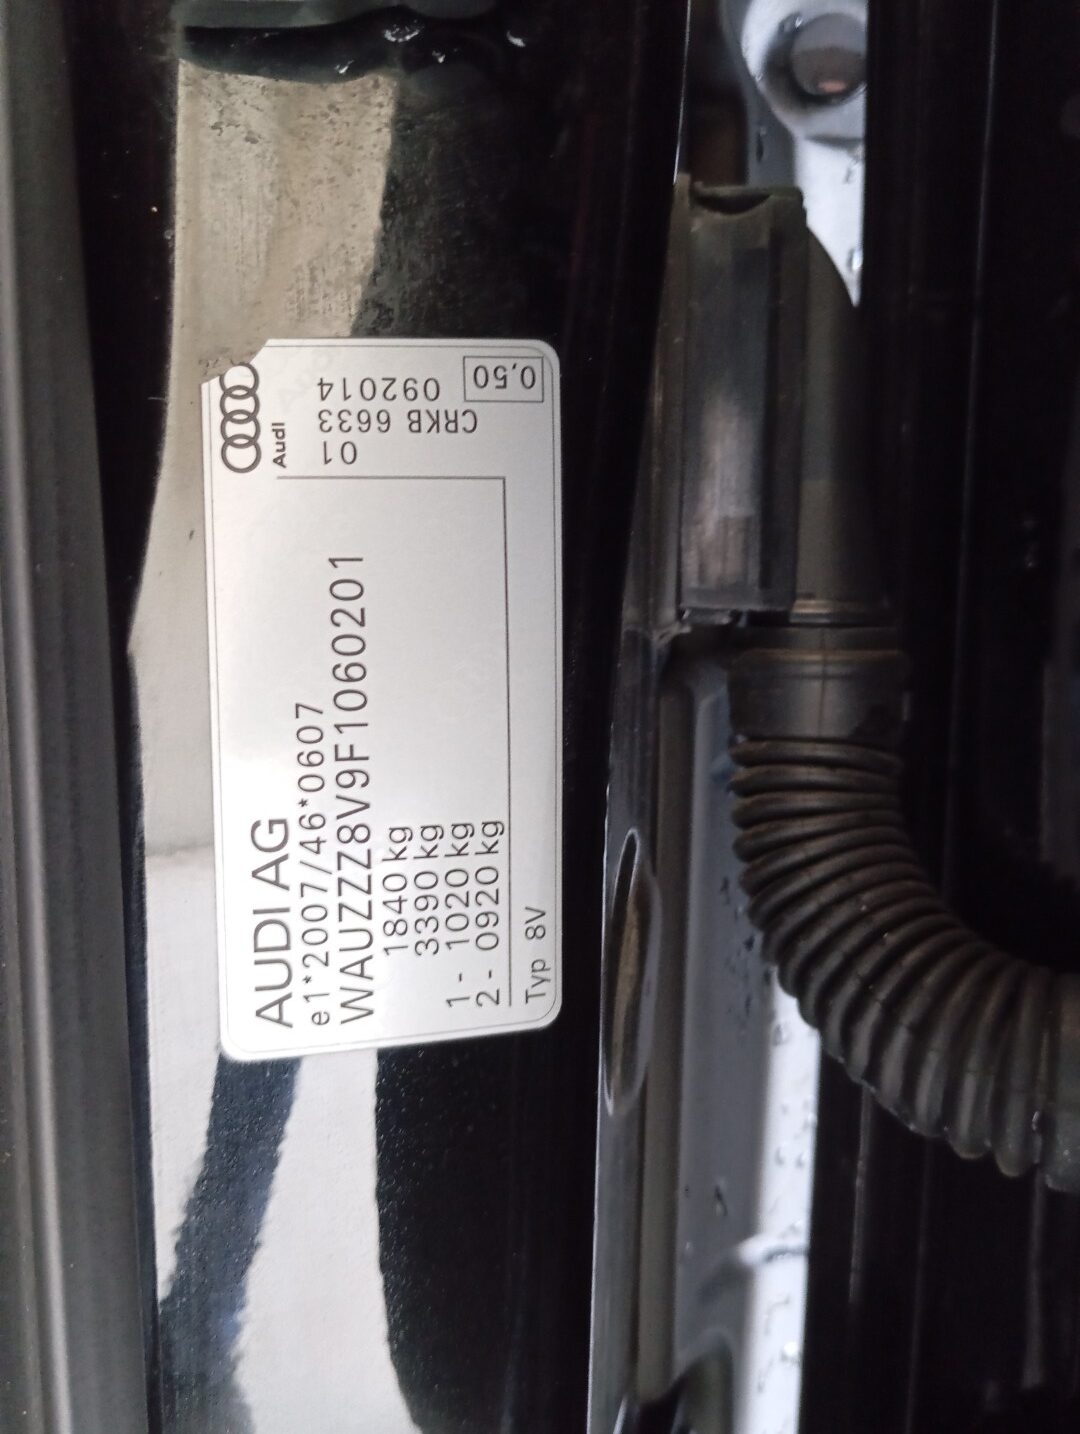 AUDI AG
e1*2007/46*0607
WAUZZZ8V9F1060201
1840 kg
3390 kg
1 - 1020 kg
2 - 0920 kg
Typ 8V
Audi
01
CRKB 6633
092014
0,50